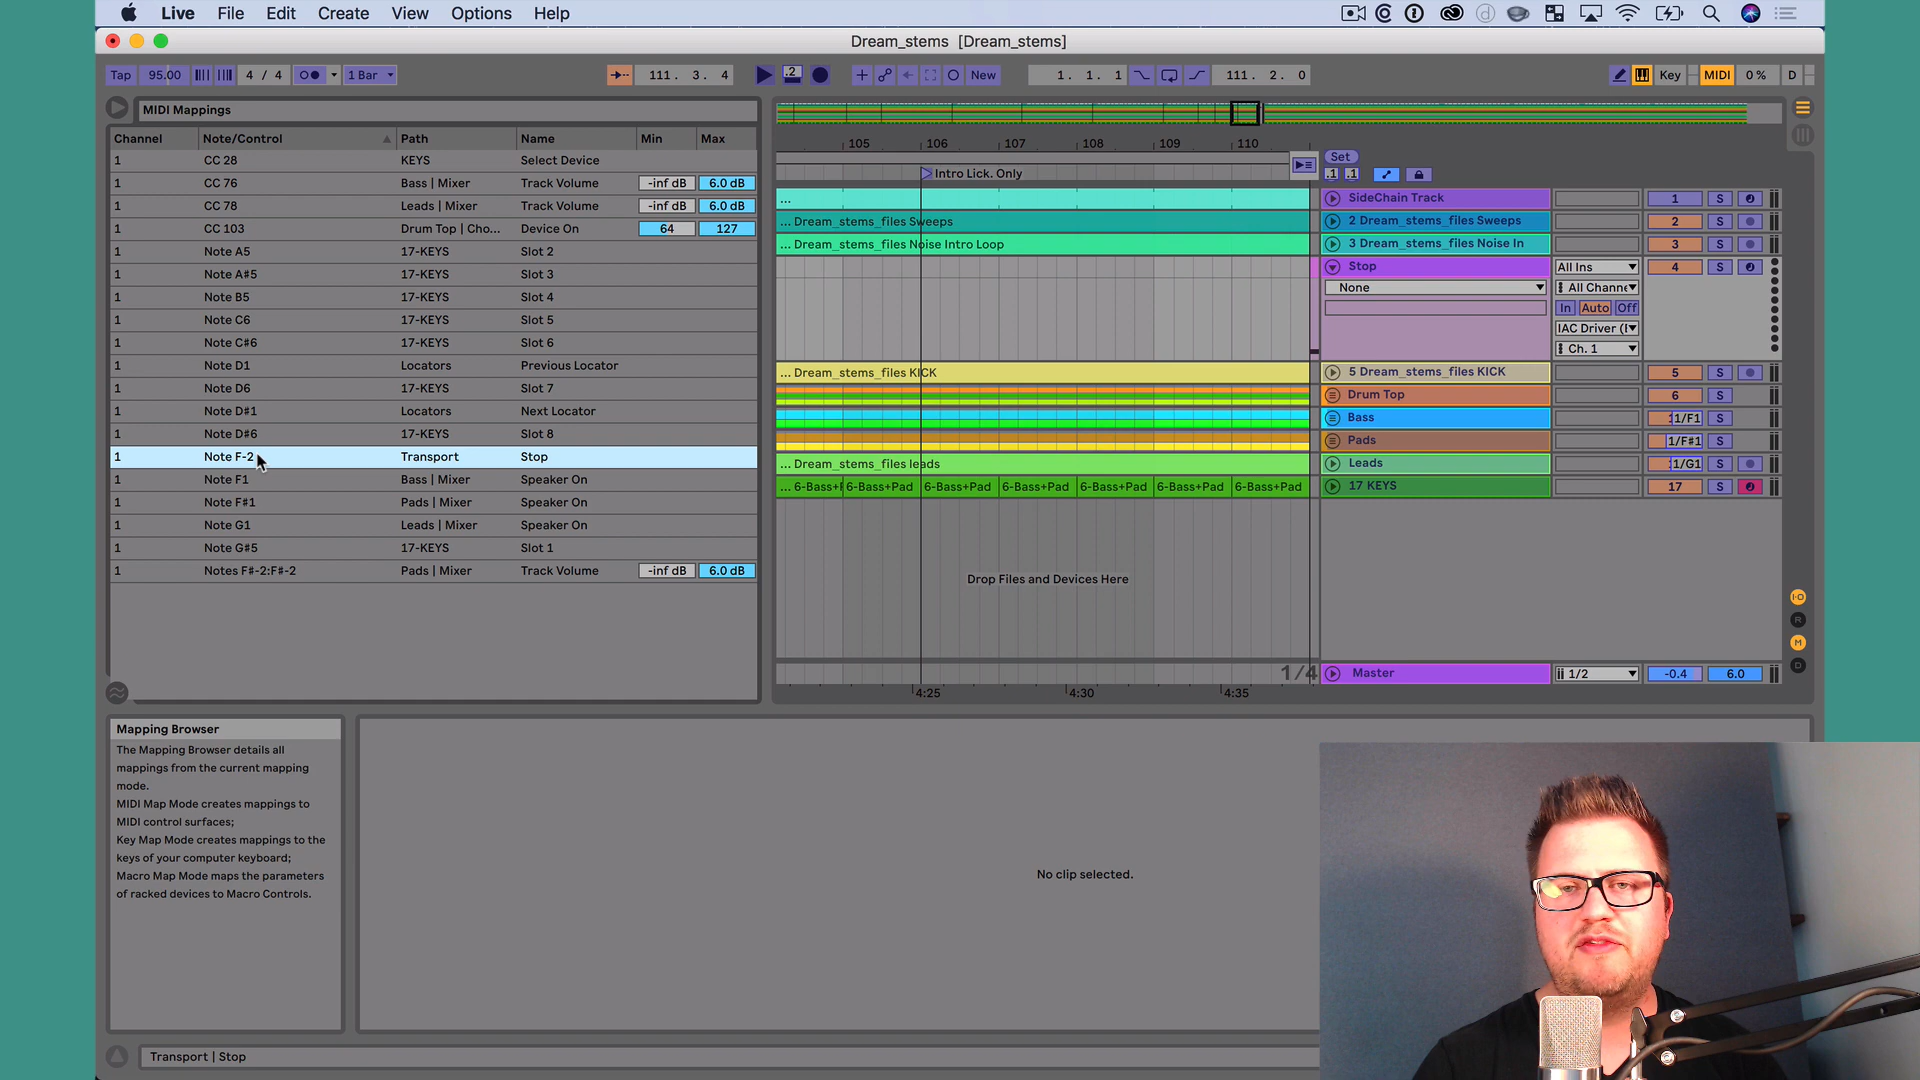 Live File Edit Create View Options Help
Dream_stems [Dream_stems]
Tap 95.00 4 / 4 1 Bar 111. 3. 4 .2 New 1. 1. 1 111. 2. 0 Key MIDI 0 % D
MIDI Mappings
Channel Note/Control Path Name Min Max
1 CC 28 KEYS Select Device
1 CC 76 Bass | Mixer Track Volume -inf dB 6.0 dB
1 CC 78 Leads | Mixer Track Volume -inf dB 6.0 dB
1 CC 103 Drum Top | Cho... Device On 64 127
1 Note A5 17-KEYS Slot 2
1 Note A#5 17-KEYS Slot 3
1 Note B5 17-KEYS Slot 4
1 Note C6 17-KEYS Slot 5
1 Note C#6 17-KEYS Slot 6
1 Note D1 Locators Previous Locator
1 Note D6 17-KEYS Slot 7
1 Note D#1 Locators Next Locator
1 Note D#6 17-KEYS Slot 8
1 Note F-2 Transport Stop
1 Note F1 Bass | Mixer Speaker On
1 Note F#1 Pads | Mixer Speaker On
1 Note G1 Leads | Mixer Speaker On
1 Note G#5 17-KEYS Slot 1
1 Notes F#-2:F#-2 Pads | Mixer Track Volume -inf dB 6.0 dB
105 106 107 108 109 110
Set
Intro Lick. Only .1 .1
... SideChain Track 1 S
... Dream_stems_files Sweeps 2 Dream_stems_files Sweeps 2 S
... Dream_stems_files Noise Intro Loop 3 Dream_stems_files Noise In 3 S
Stop All Ins 4 S
None All Channe
In Auto Off
IAC Driver (I
Ch. 1
... Dream_stems_files KICK 5 Dream_stems_files KICK 5 S
Drum Top 6 S
Bass 1/F1 S
Pads 1/F#1 S
... Dream_stems_files leads Leads 1/G1 S
... 6-Bass+F 6-Bass+Pad 6-Bass+Pad 6-Bass+Pad 6-Bass+Pad 6-Bass+Pad 6-Bass+Pad 17 KEYS 17 S
Drop Files and Devices Here
I·O
R
M
D
1/4 Master 1/2 -0.4 6.0
4:25 4:30 4:35
Mapping Browser
The Mapping Browser details all
mappings from the current mapping
mode.
MIDI Map Mode creates mappings to
MIDI control surfaces;
Key Map Mode creates mappings to the
keys of your computer keyboard;
Macro Map Mode maps the parameters
of racked devices to Macro Controls.
No clip selected.
Transport | Stop